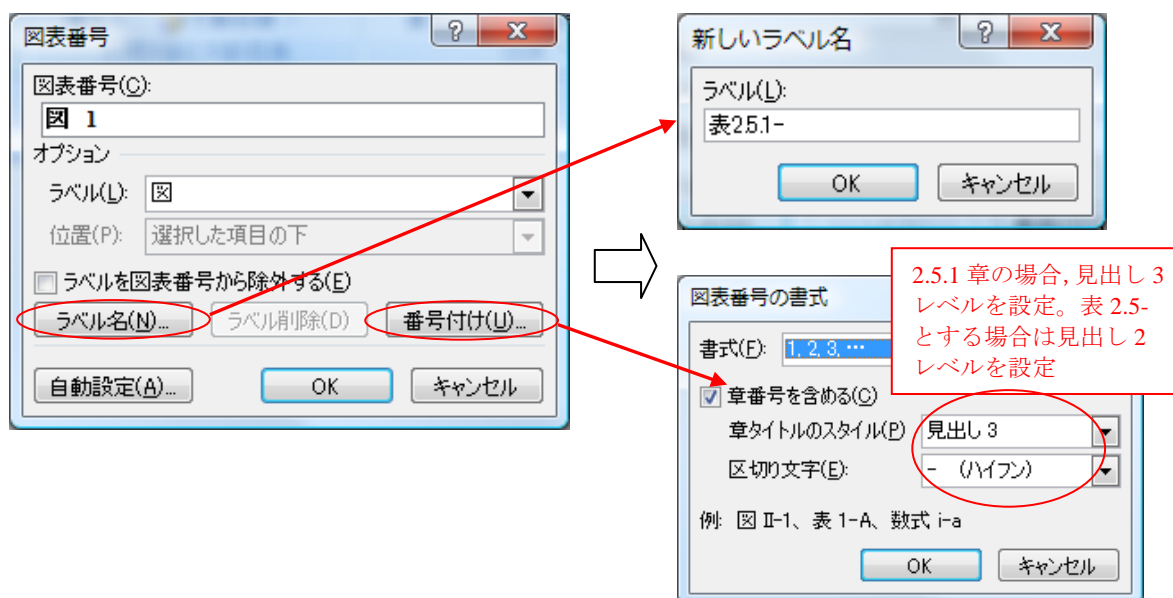 図表番号
図表番号(C):
図 1
オプション
ラベル(L): 図
位置(P): 選択した項目の下
ラベルを図表番号から除外する(E)
ラベル名(N)... ラベル削除(D) 番号付け(U)...
自動設定(A)... OK キャンセル
新しいラベル名
ラベル(L):
表2.5.1-
OK キャンセル
2.5.1 章の場合, 見出し 3
レベルを設定。表 2.5-
とする場合は見出し 2
レベルを設定
図表番号の書式
書式(F): 1, 2, 3, …
章番号を含める(C)
章タイトルのスタイル(P) 見出し 3
区切り文字(E): - (ハイフン)
例: 図 II-1、表 1-A、数式 i-a
OK キャンセル